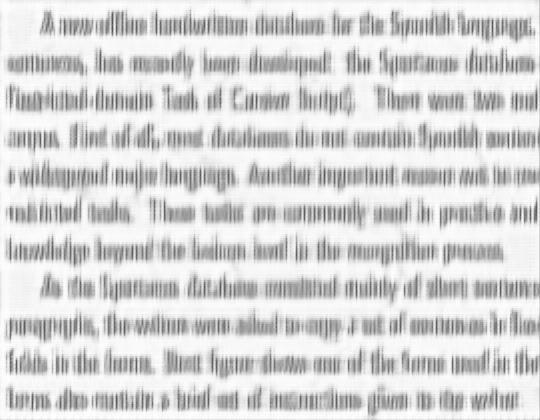 A new offline handwritten database for the Spanish language,
sentences, has recently been developed: the Spartacus database
Restricted-domain Task of Cursive Script). There were two
corpus. First of all, most databases do not contain Spanish
a widespread major language. Another important reason was to
restricted tasks. These tasks are commonly used in practice and
knowledge beyond the lexicon level in the recognition process.
As the Spartacus database consisted mainly of short sentences
paragraphs, the writers were asked to copy a set of sentences in
fields in the forms. Next figure shows one of the forms used in the
forms also contain a brief set of instructions given to the writer.